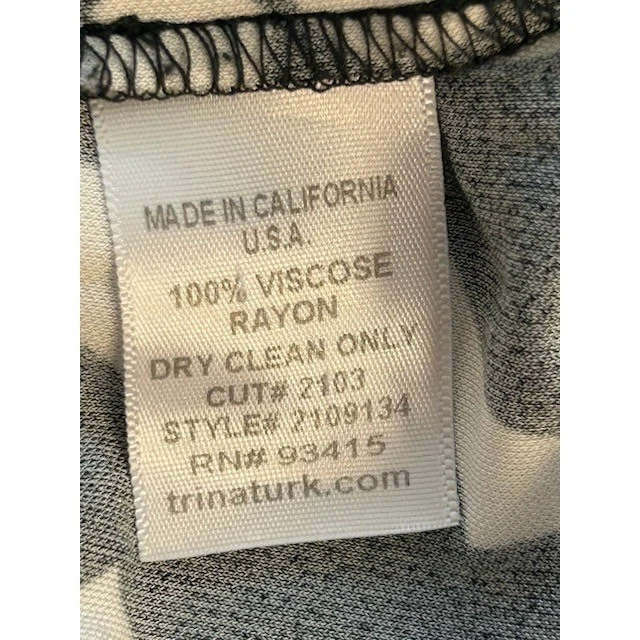 MADE IN CALIFORNIA
U.S.A.
100% VISCOSE
RAYON
DRY CLEAN ONLY
CUT# 2103
STYLE# 2109134
RN# 93415
trinaturk.com